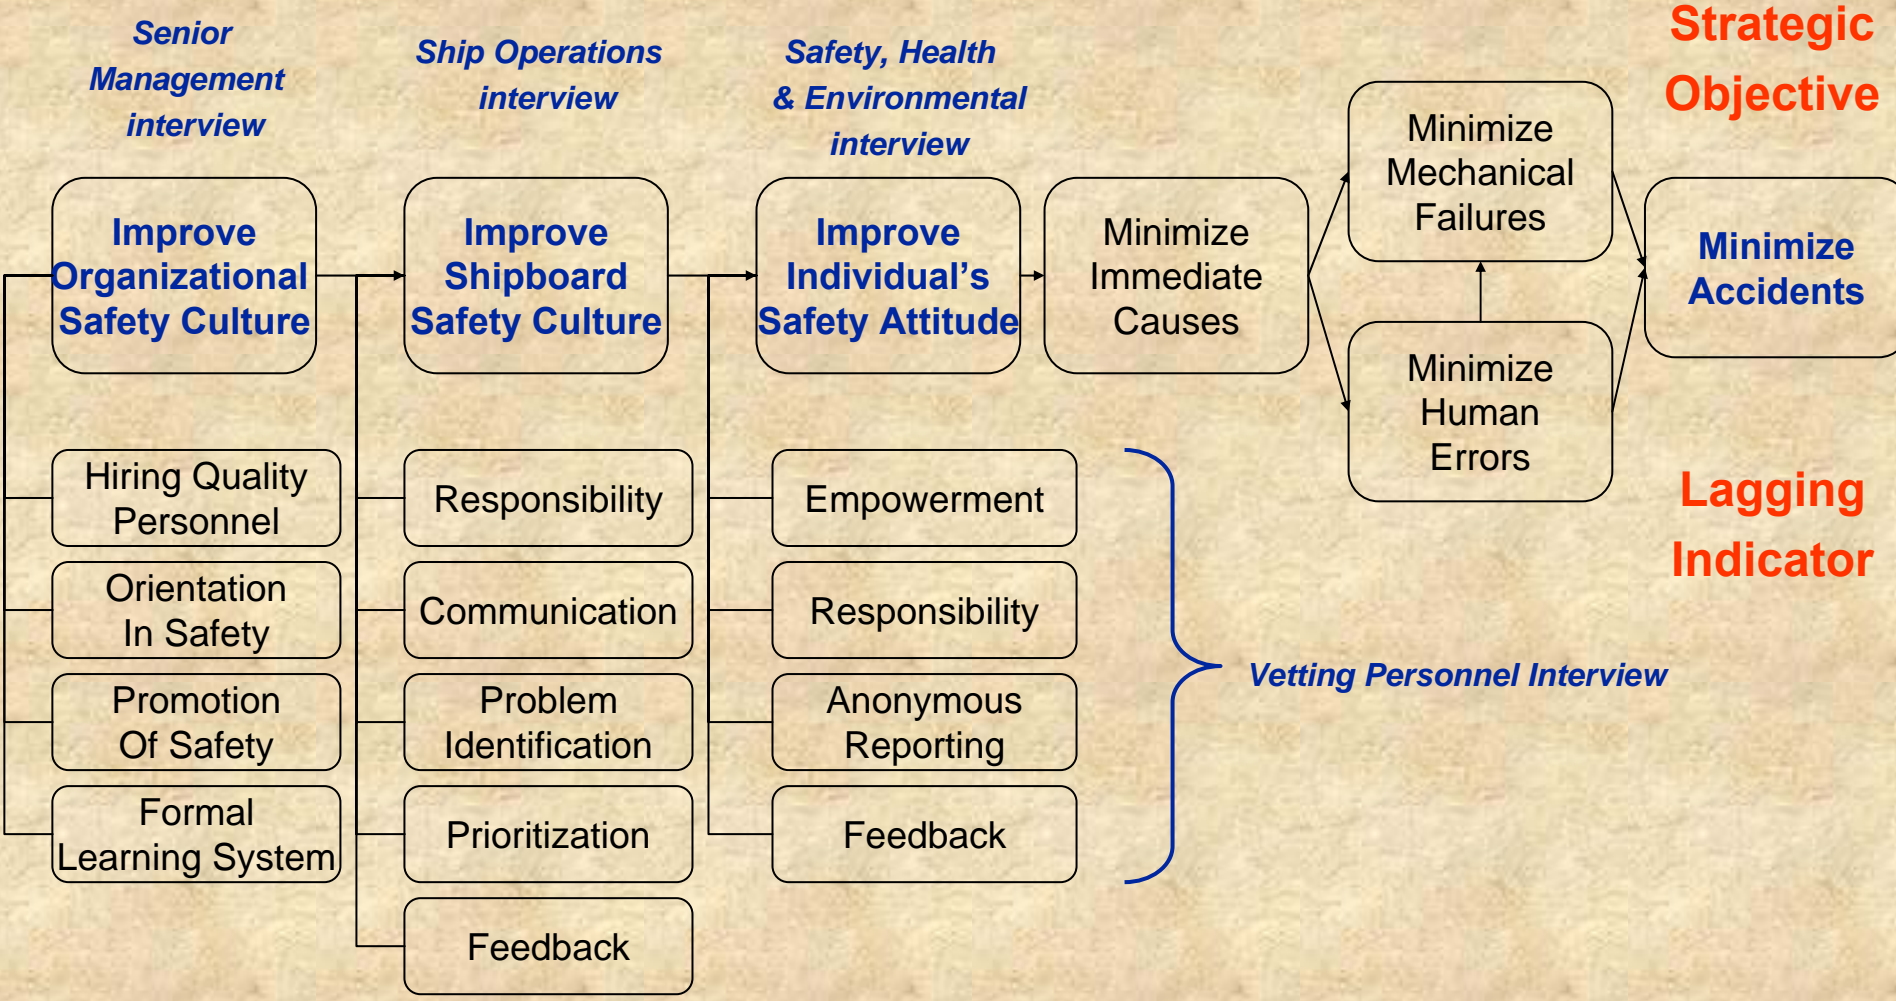 Senior
Management
interview
Ship Operations
interview
Safety, Health
& Environmental
interview
Strategic
Objective
Improve
Organizational
Safety Culture
Improve
Shipboard
Safety Culture
Improve
Individual’s
Safety Attitude
Minimize
Immediate
Causes
Minimize
Mechanical
Failures
Minimize
Human
Errors
Minimize
Accidents
Lagging
Indicator
Hiring Quality
Personnel
Orientation
In Safety
Promotion
Of Safety
Formal
Learning System
Responsibility
Communication
Problem
Identification
Prioritization
Feedback
Empowerment
Responsibility
Anonymous
Reporting
Feedback
Vetting Personnel Interview